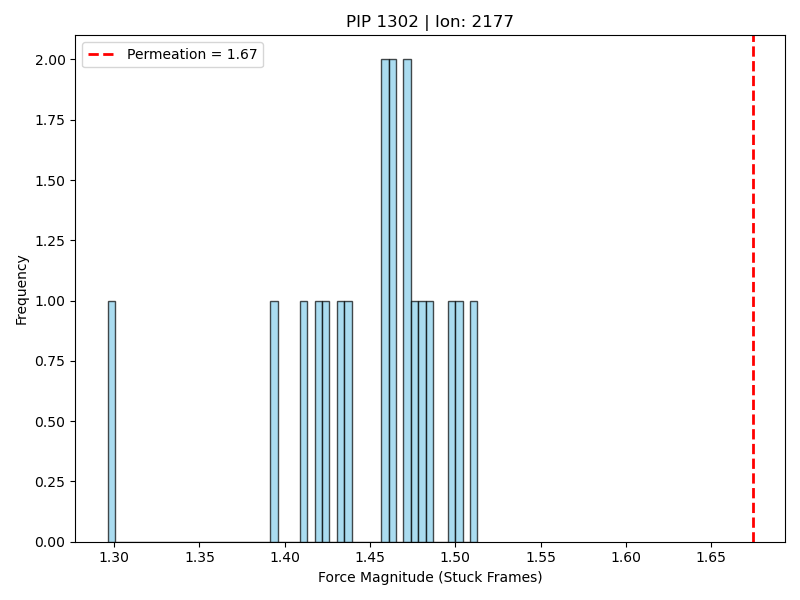 PIP 1302 | Ion: 2177
Permeation = 1.67
2.00
1.75
1.50
1.25
1.00
0.75
0.50
0.25
0.00
Frequency
1.30 1.35 1.40 1.45 1.50 1.55 1.60 1.65
Force Magnitude (Stuck Frames)